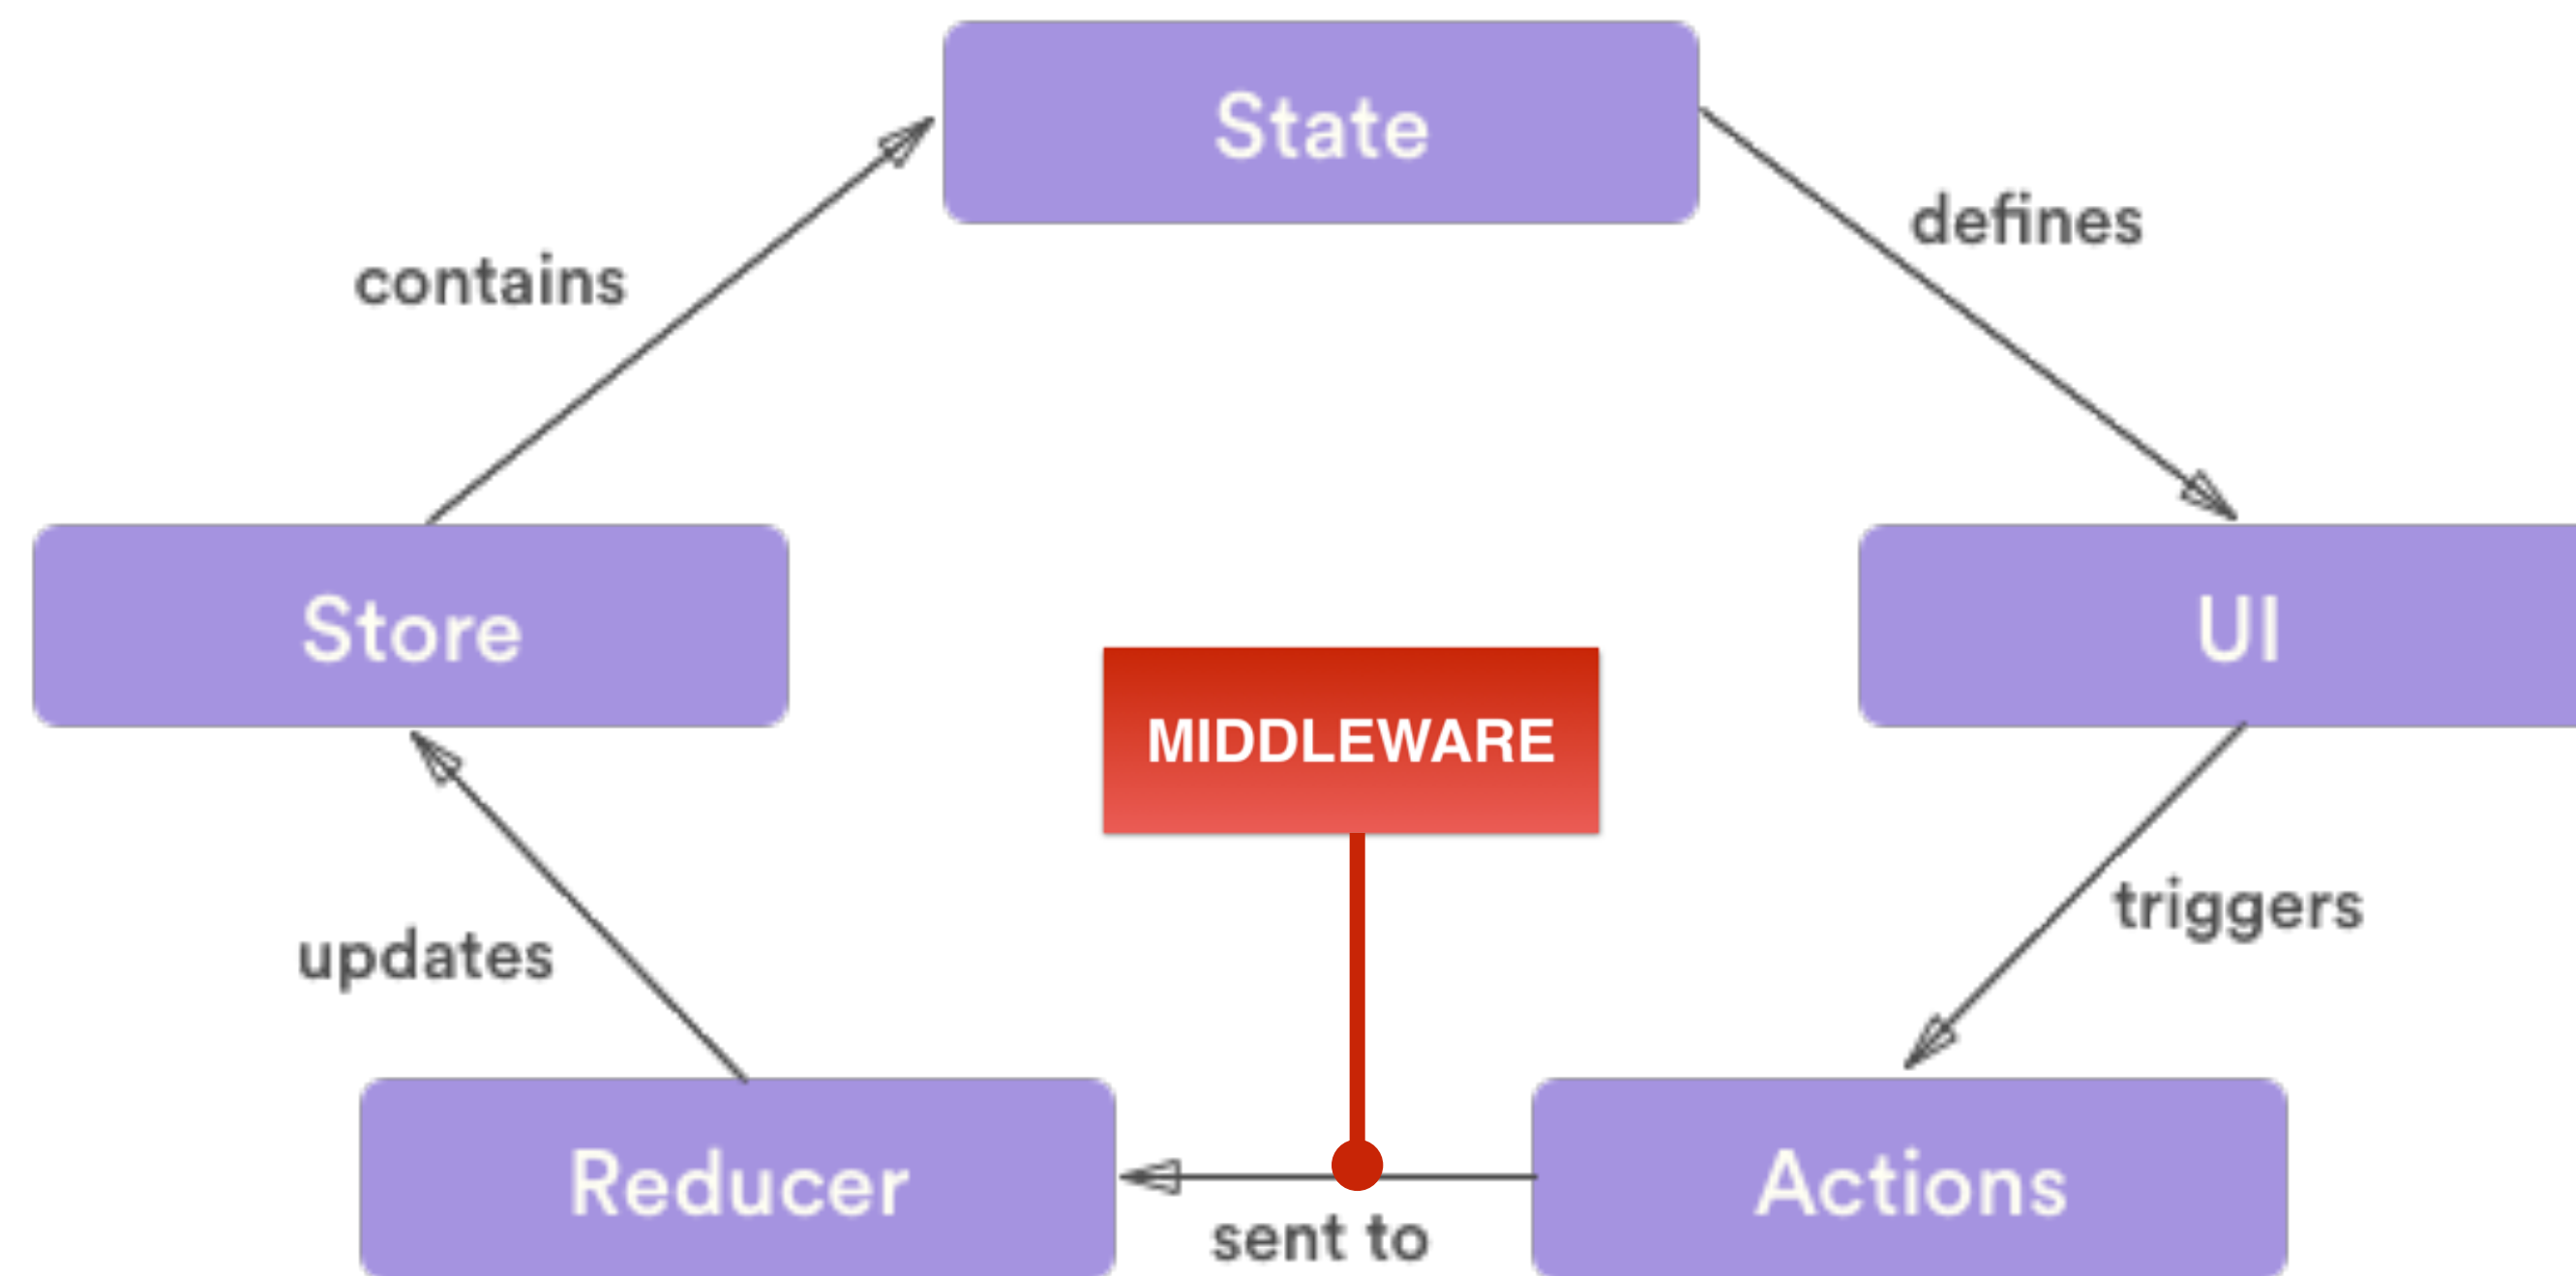 State
defines
contains
Store
UI
MIDDLEWARE
triggers
updates
Reducer
Actions
sent to